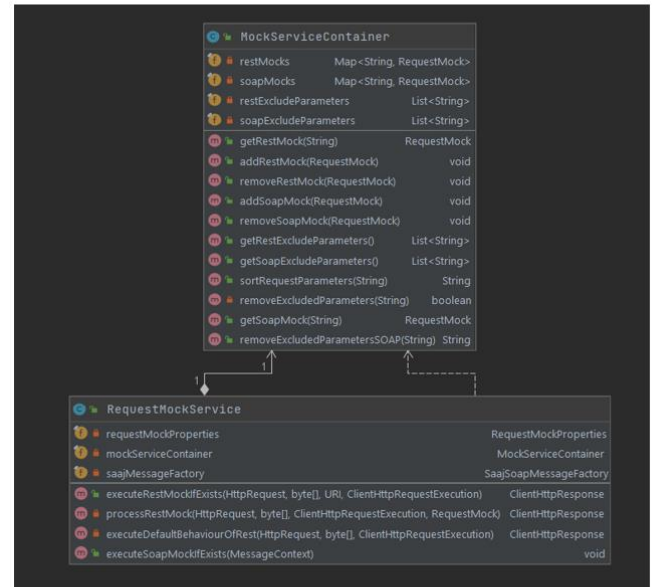 MockServiceContainer
restMocks Map<String, RequestMock>
soapMocks Map<String, RequestMock>
restExcludeParameters List<String>
soapExcludeParameters List<String>
getRestMock(String) RequestMock
addRestMock(RequestMock) void
removeRestMock(RequestMock) void
addSoapMock(RequestMock) void
removeSoapMock(RequestMock) void
getRestExcludeParameters() List<String>
getSoapExcludeParameters() List<String>
sortRequestParameters(String) String
removeExcludedParameters(String) boolean
getSoapMock(String) RequestMock
removeExcludedParametersSOAP(String) String
1
1
RequestMockService
requestMockProperties RequestMockProperties
mockServiceContainer MockServiceContainer
saajMessageFactory SaajSoapMessageFactory
executeRestMockIfExists(HttpRequest, byte[], URI, ClientHttpRequestExecution) ClientHttpResponse
processRestMock(HttpRequest, byte[], ClientHttpRequestExecution, RequestMock) ClientHttpResponse
executeDefaultBehaviourOfRest(HttpRequest, byte[], ClientHttpRequestExecution) ClientHttpResponse
executeSoapMockIfExists(MessageContext) void